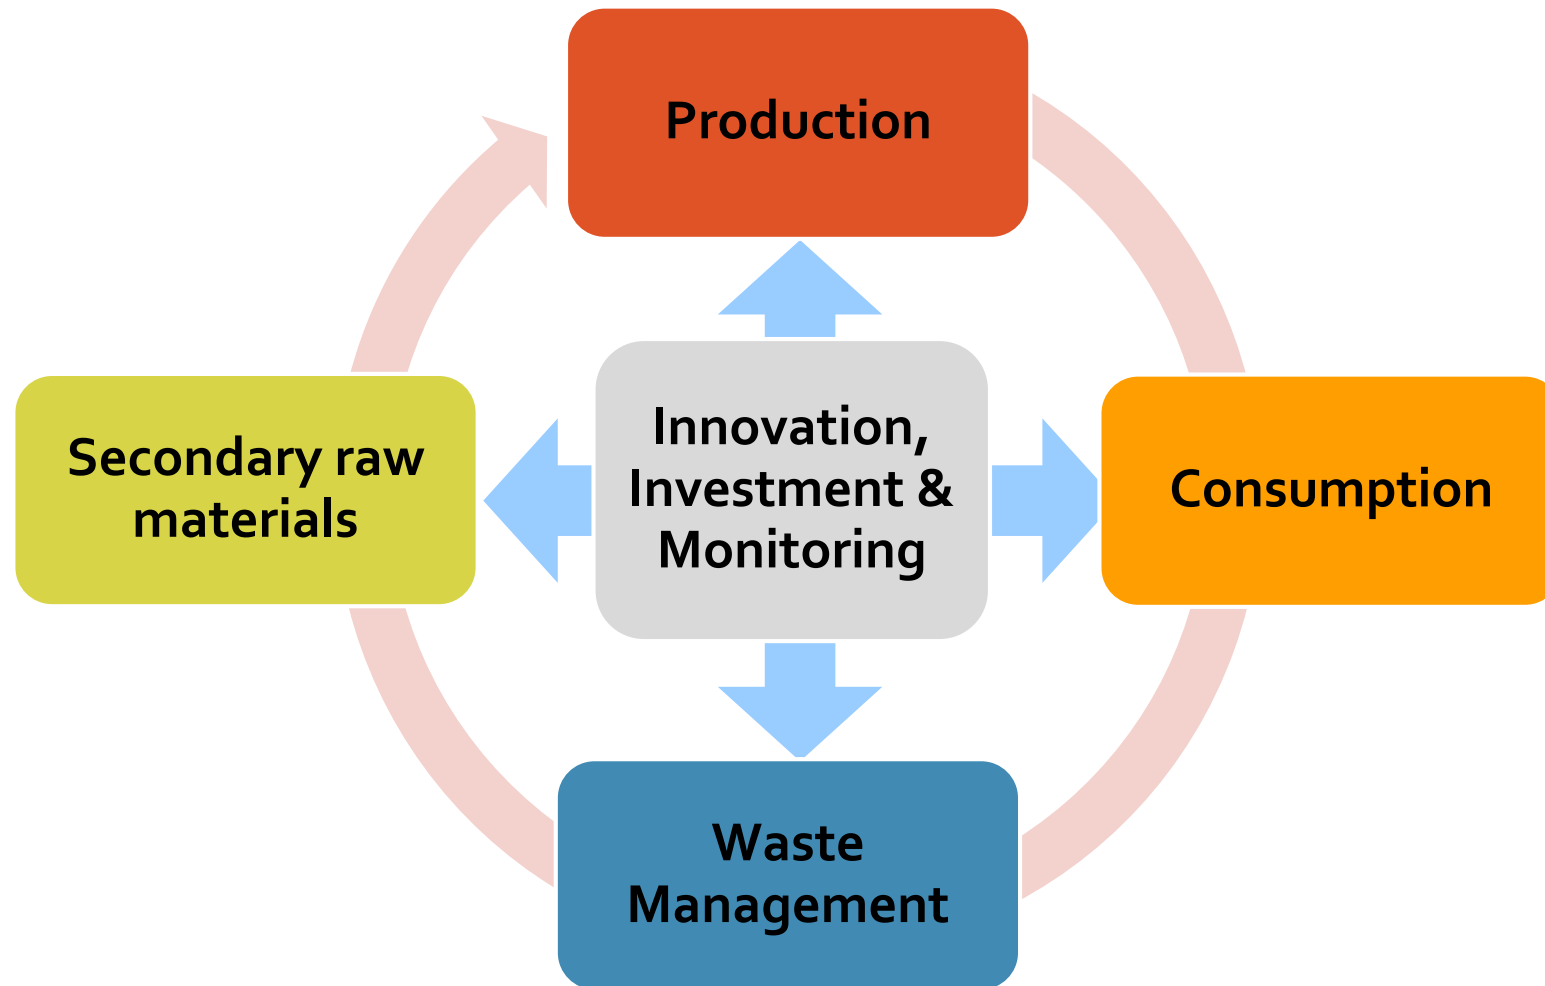 Production
Secondary raw
materials
Innovation,
Investment &
Monitoring
Consumption
Waste
Management